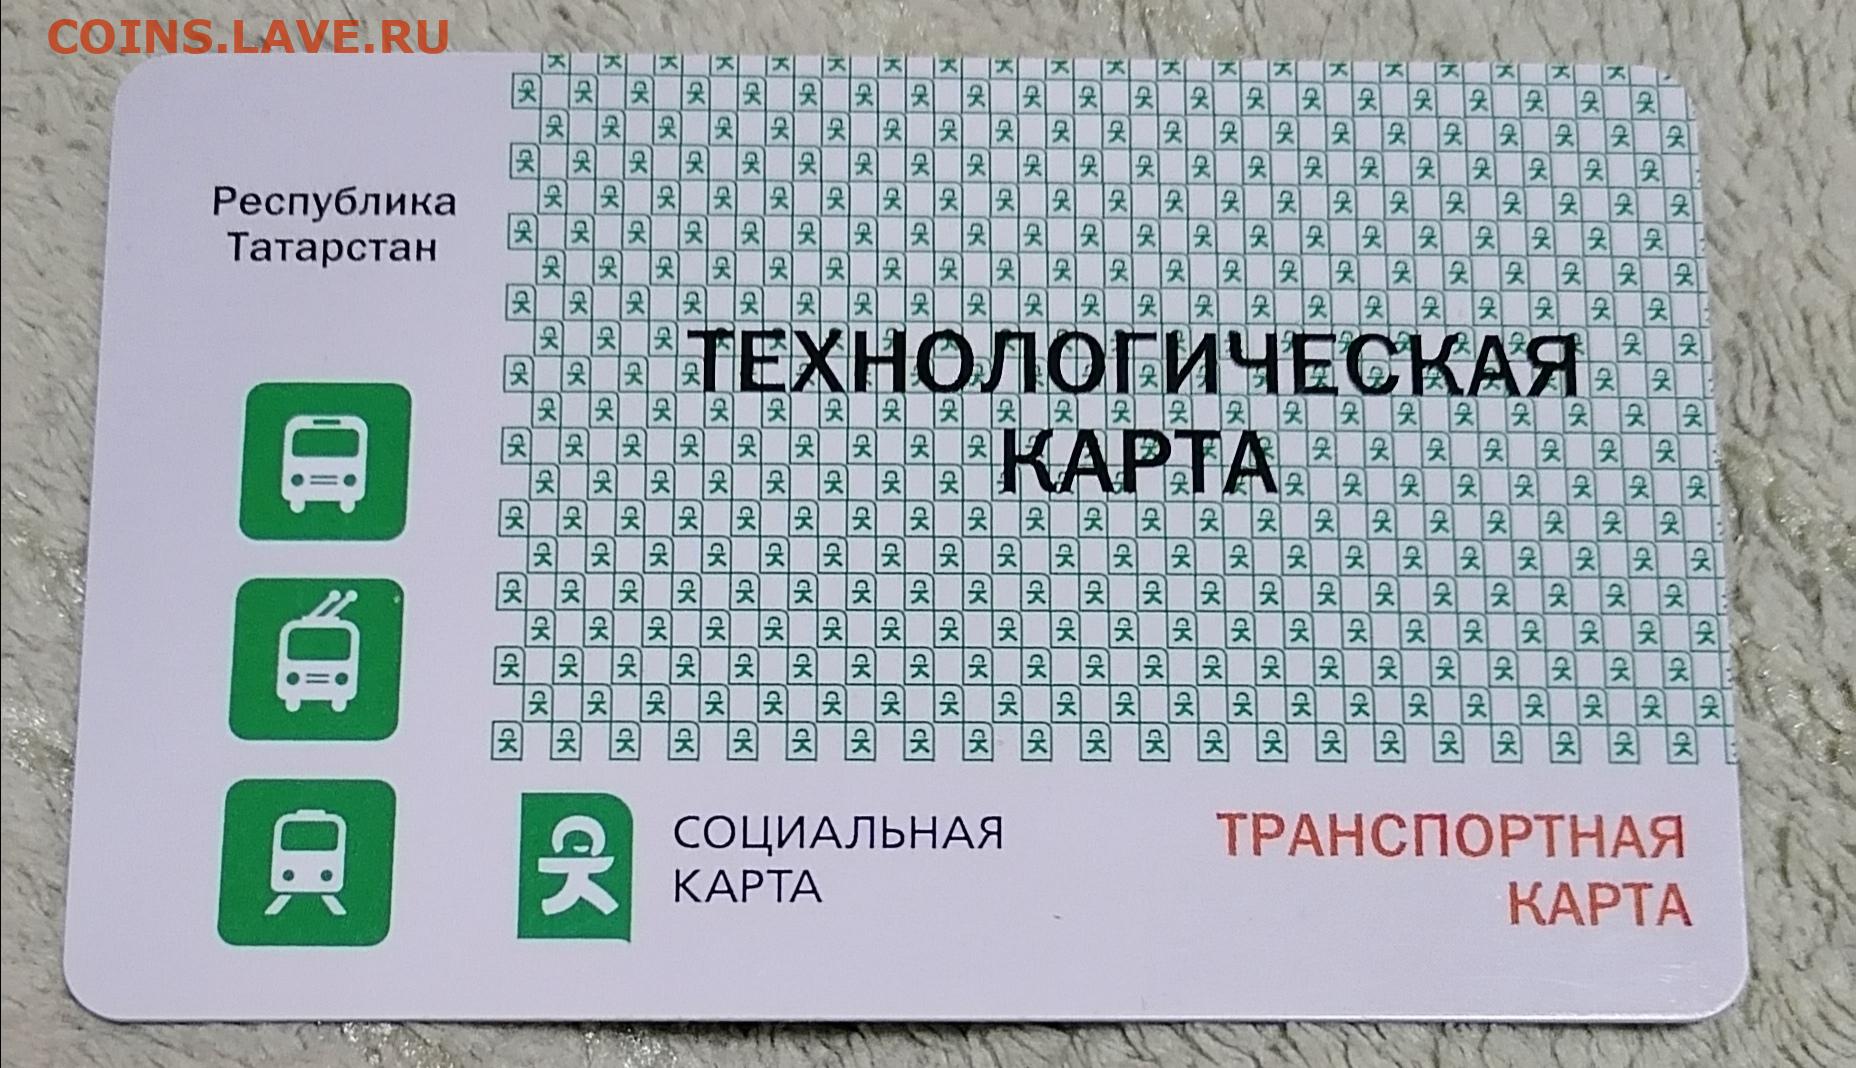 COINS.LAVE.RU
Республика
Татарстан
ТЕХНОЛОГИЧЕСКАЯ
КАРТА
СОЦИАЛЬНАЯ
КАРТА
ТРАНСПОРТНАЯ
КАРТА